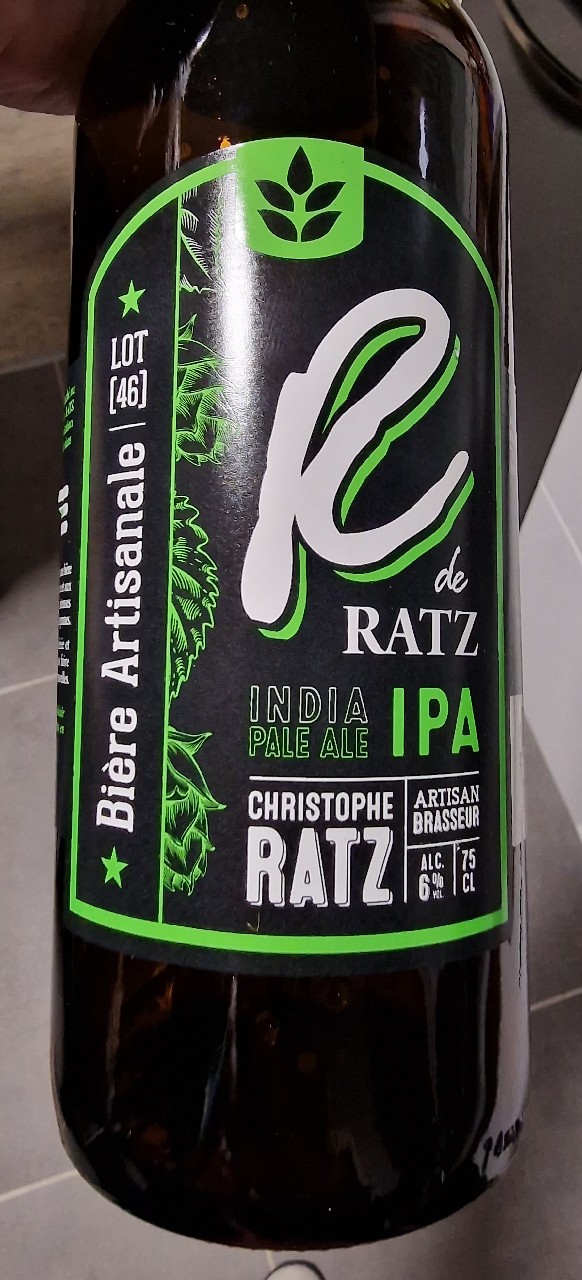 LOT
[46]
Bière Artisanale
R
de
RATZ
INDIA
PALE ALE
IPA
CHRISTOPHE
RATZ
ARTISAN
BRASSEUR
ALC.
6%
VOL.
75
CL